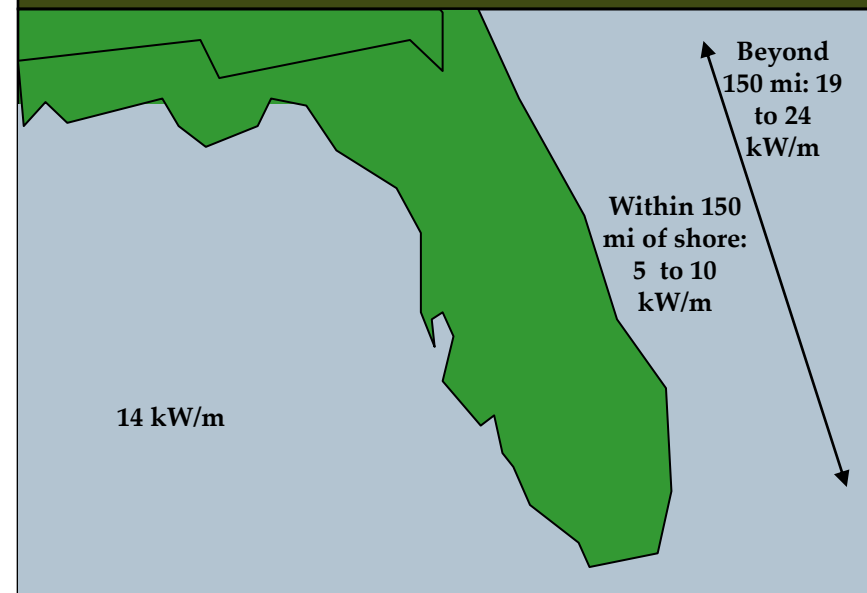 Beyond
150 mi: 19
to 24
kW/m
Within 150
mi of shore:
5 to 10
kW/m
14 kW/m